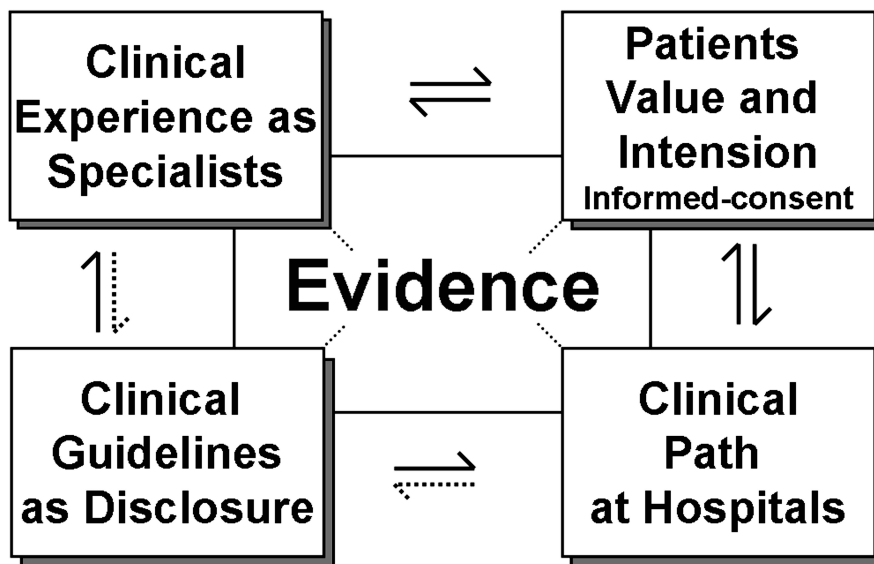 Clinical
Experience as
Specialists
Patients
Value and
Intension
Informed-consent
Evidence
Clinical
Guidelines
as Disclosure
Clinical
Path
at Hospitals